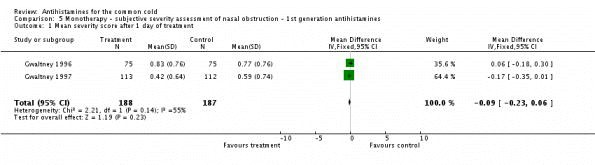 Review: Antihistamines for the common cold
Comparison: 5 Monotherapy - subjective severity assessment of nasal obstruction - 1st generation antihistamines
Outcome: 1 Mean severity score after 1 day of treatment
Study or subgroup Treatment Control Mean Difference Weight Mean Difference
N Mean(SD) N Mean(SD) IV,Fixed,95% CI IV,Fixed,95% CI
Gwaltney 1996 75 0.83 (0.76) 75 0.77 (0.76) 35.6 % 0.06 [ -0.18, 0.30 ]
Gwaltney 1997 113 0.42 (0.64) 112 0.59 (0.74) 64.4 % -0.17 [ -0.35, 0.01 ]
Total (95% CI) 188 187 100.0 % -0.09 [ -0.23, 0.06 ]
Heterogeneity: Chi² = 2.21, df = 1 (P = 0.14); I² =55%
Test for overall effect: Z = 1.19 (P = 0.23)
-10 -5 0 5 10
Favours treatment Favours control